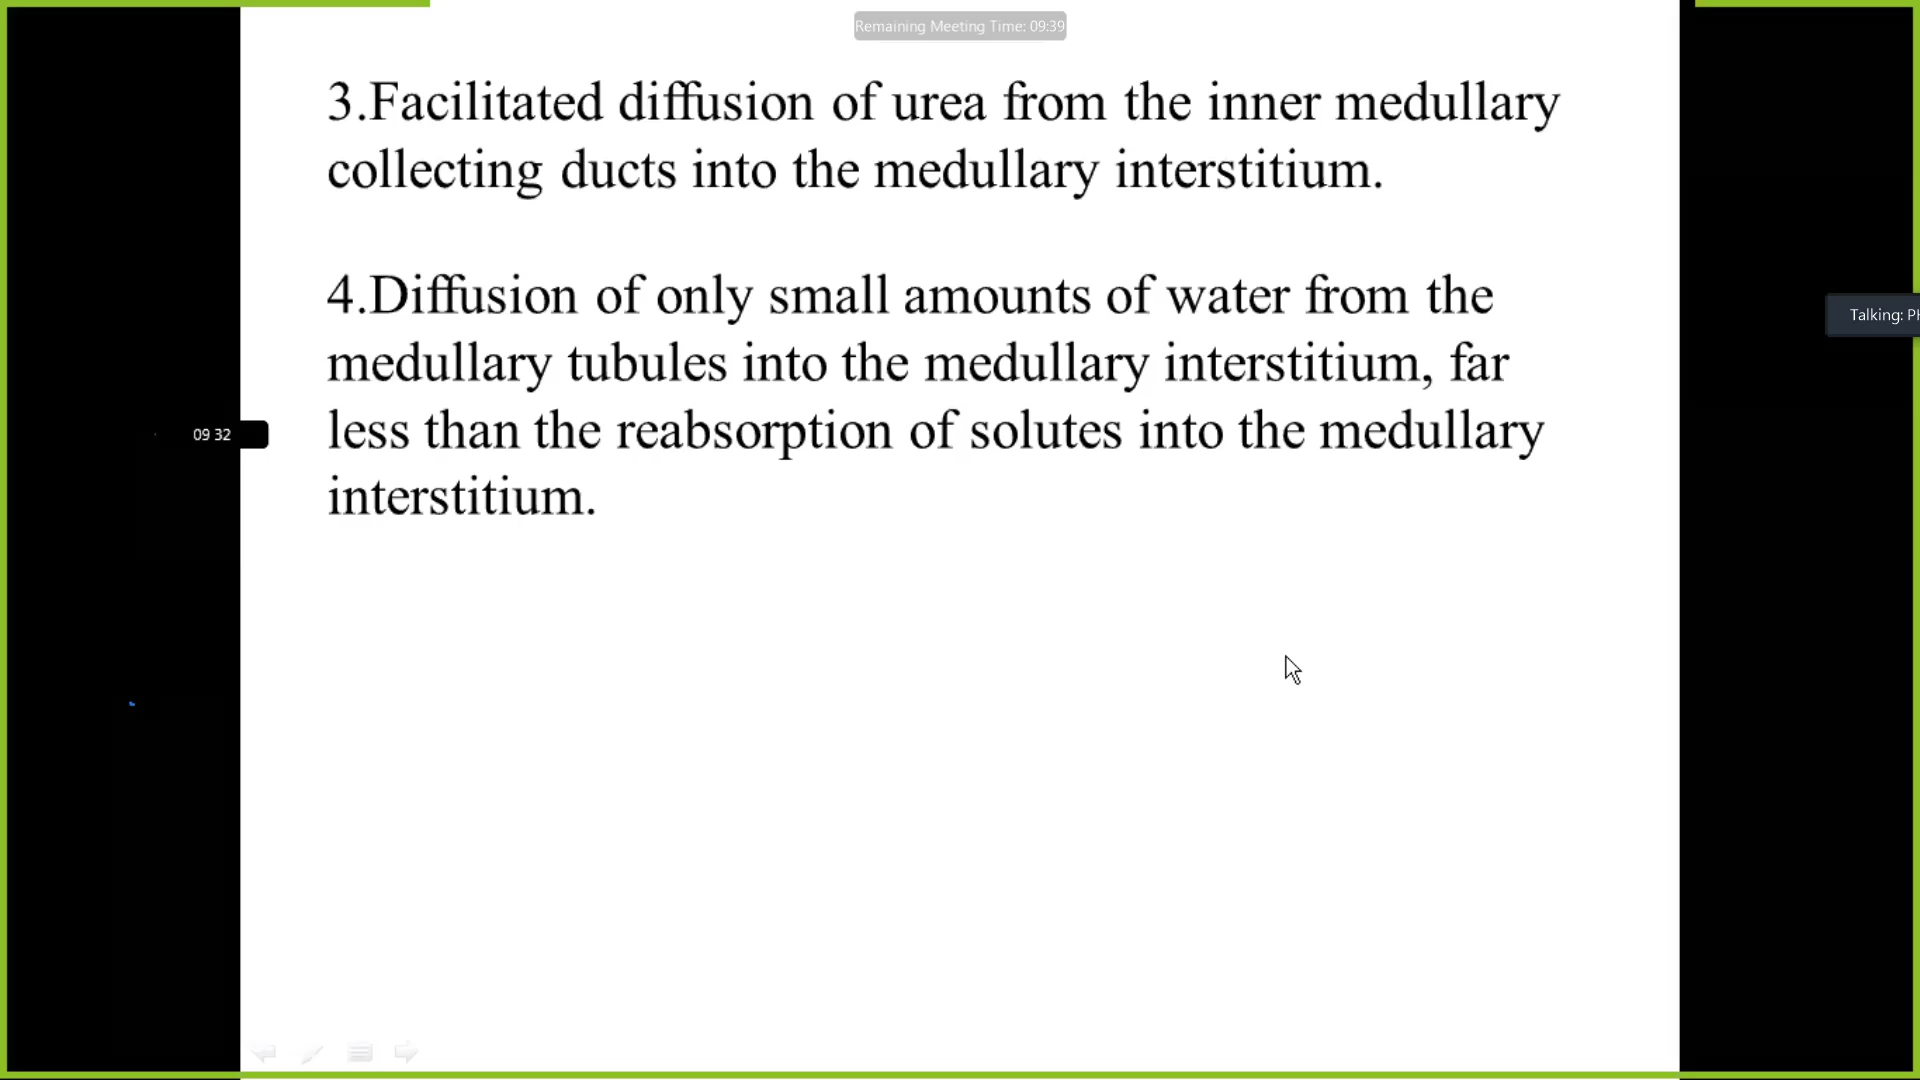 Remaining Meeting Time: 09:39
3.Facilitated diffusion of urea from the inner medullary
collecting ducts into the medullary interstitium.
4.Diffusion of only small amounts of water from the
medullary tubules into the medullary interstitium, far
less than the reabsorption of solutes into the medullary
interstitium.
Talking:
09 32